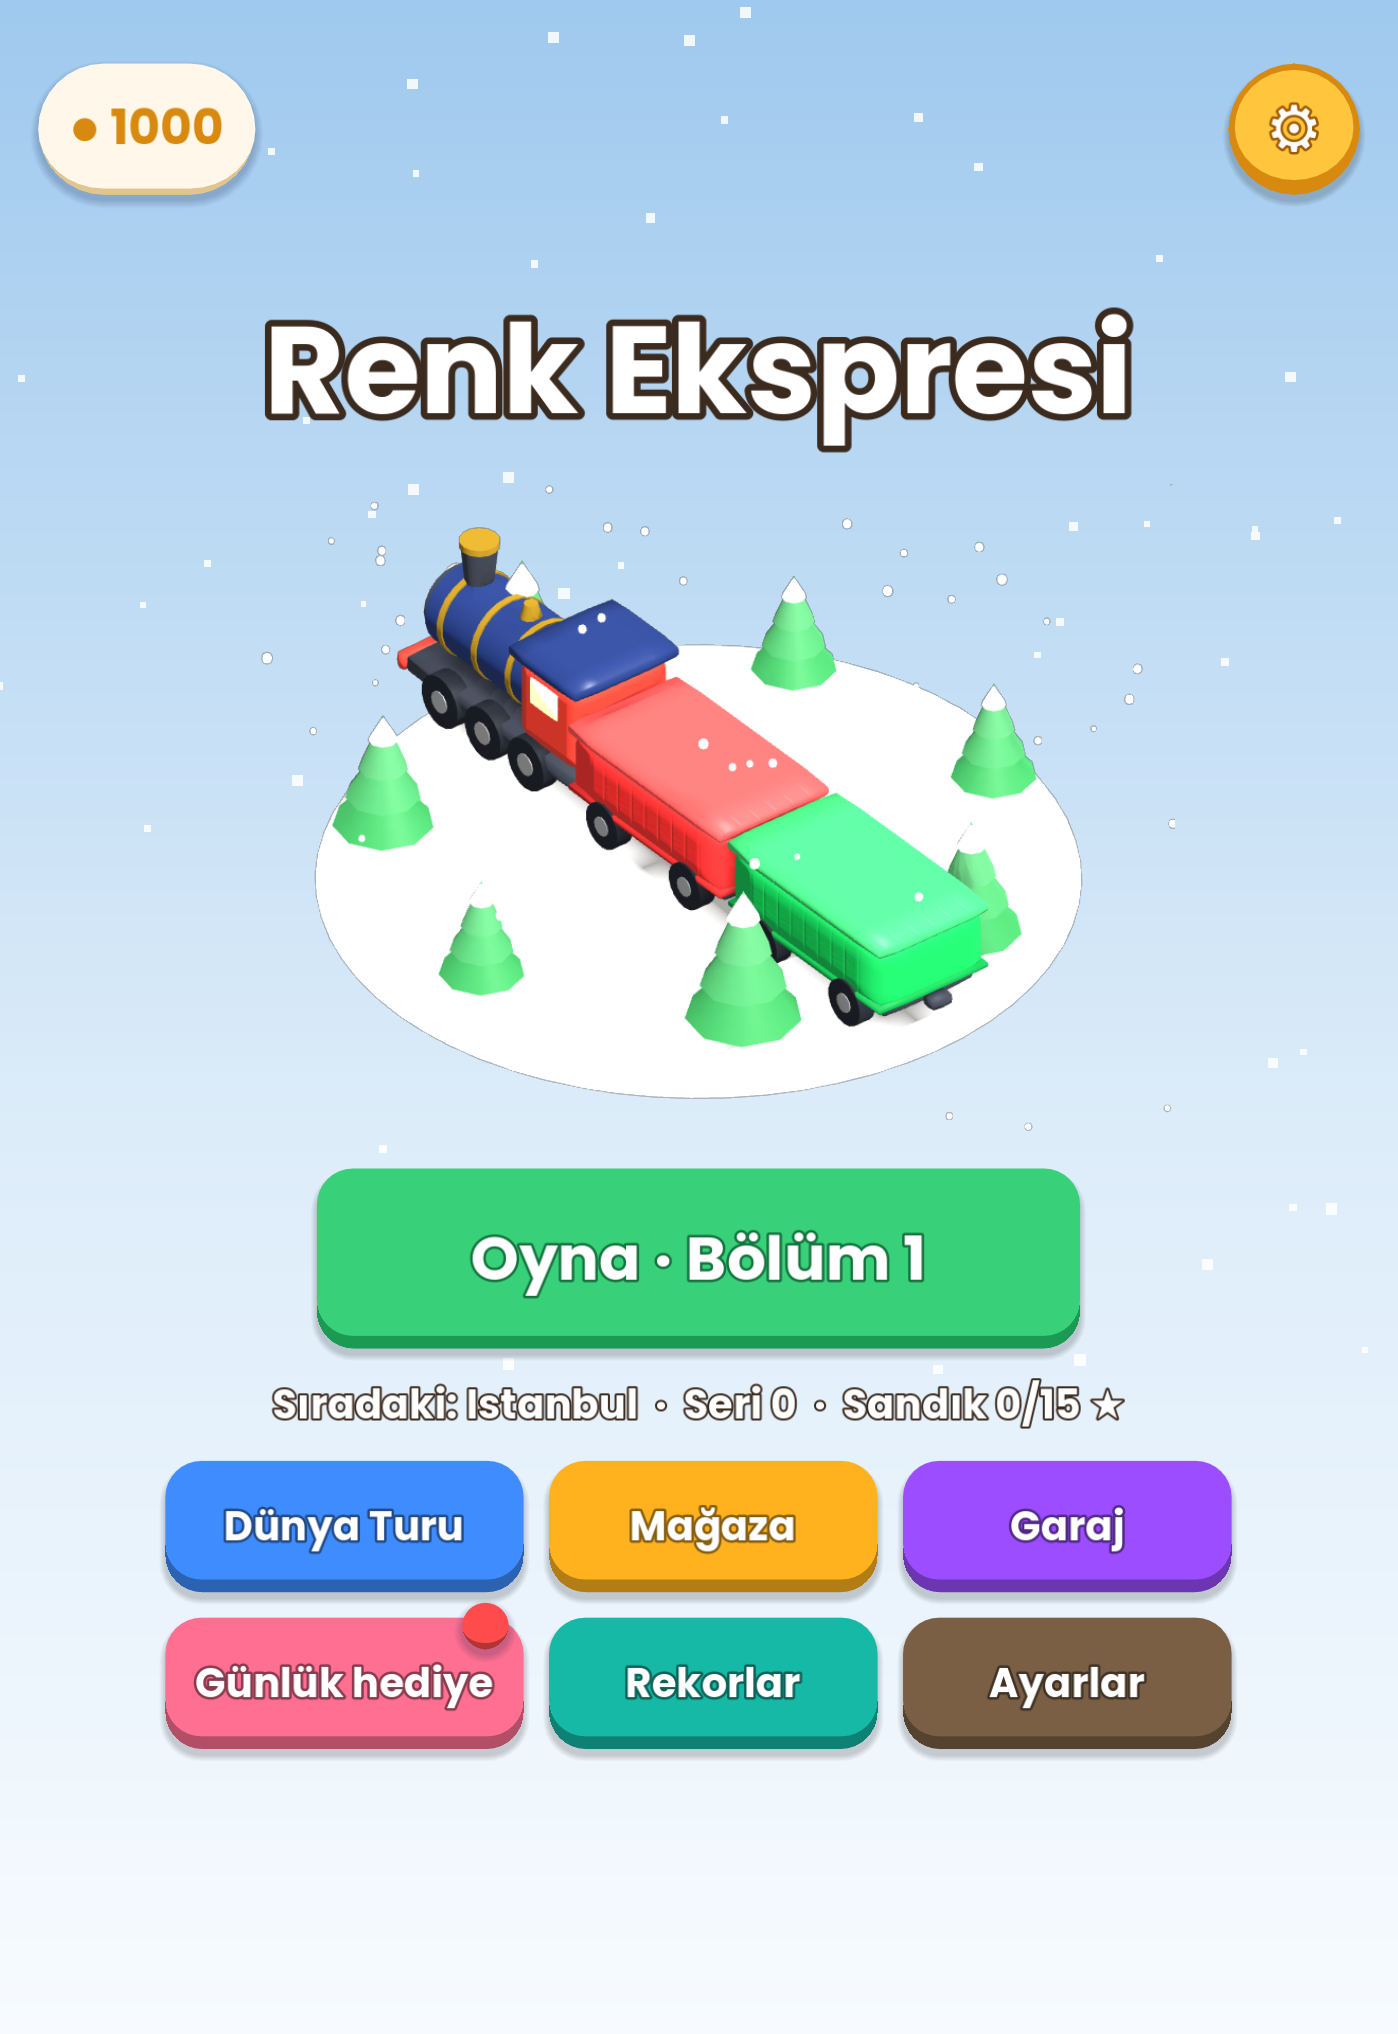 ● 1000
Renk Ekspresi
Oyna · Bölüm 1
Sıradaki: Istanbul · Seri 0 · Sandık 0/15 ★
Dünya Turu
Mağaza
Garaj
Günlük hediye
Rekorlar
Ayarlar